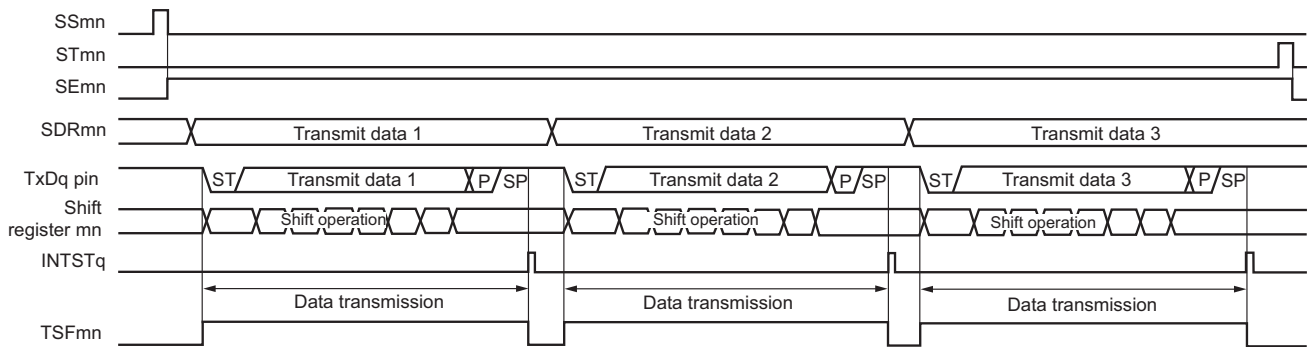 SSmn
STmn
SEmn
SDRmn Transmit data 1 Transmit data 2 Transmit data 3
TxDq pin ST Transmit data 1 P SP ST Transmit data 2 P SP ST Transmit data 3 P SP
Shift
register mn Shift operation Shift operation Shift operation
INTSTq
Data transmission Data transmission Data transmission
TSFmn